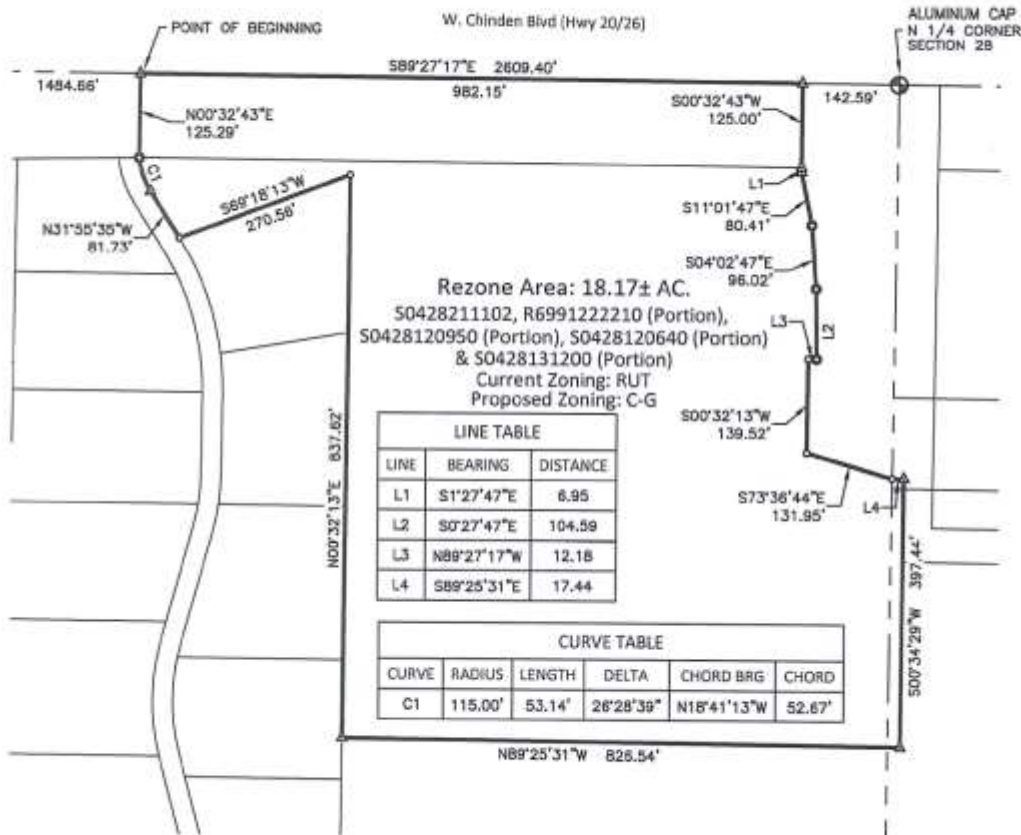 POINT OF BEGINNING
W. Chinden Blvd (Hwy 20/26)
ALUMINUM CAP
N 1/4 CORNER
SECTION 28
S89°27'17"E 2609.40'
1484.66'
982.15'
142.59'
N00°32'43"E
125.29'
S00°32'43"W
125.00'
C1
L1
S69°18'13"W
270.56'
S11°01'47"E
80.41'
N31°55'35"W
81.73'
S04°02'47"E
96.02'
Rezone Area: 18.17± AC.
S0428211102, R6991222210 (Portion),
S0428120950 (Portion), S0428120640 (Portion)
& S0428131200 (Portion)
Current Zoning: RUT
Proposed Zoning: C-G
L3
L2
S00°32'13"W
139.52'
LINE TABLE
LINE BEARING DISTANCE
L1 S1°27'47"E 6.95
L2 S0°27'47"E 104.59
L3 N89°27'17"W 12.18
L4 S89°25'31"E 17.44
N00°32'13"E 837.62'
S73°36'44"E
131.95'
L4
S00°34'29"W 397.44'
CURVE TABLE
CURVE RADIUS LENGTH DELTA CHORD BRG CHORD
C1 115.00' 53.14' 26°28'39" N18°41'13"W 52.67'
N89°25'31"W 826.54'